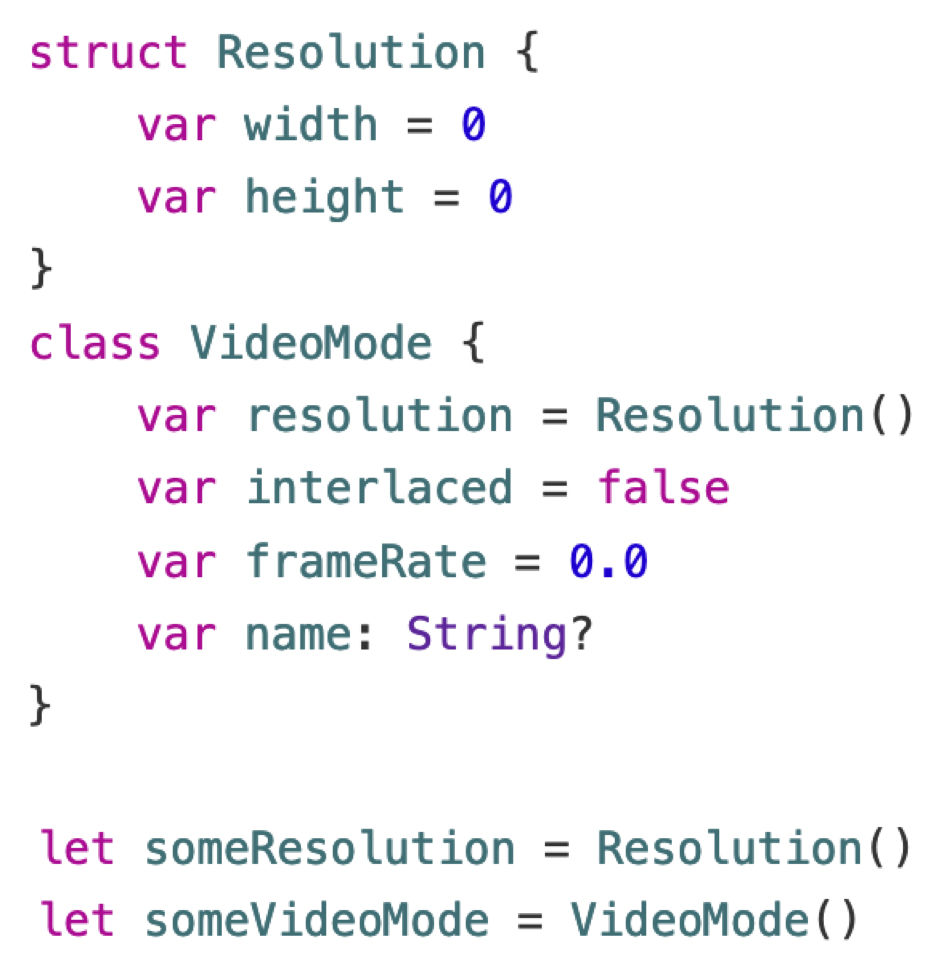 struct Resolution {
    var width = 0
    var height = 0
}
class VideoMode {
    var resolution = Resolution()
    var interlaced = false
    var frameRate = 0.0
    var name: String?
}

let someResolution = Resolution()
let someVideoMode = VideoMode()